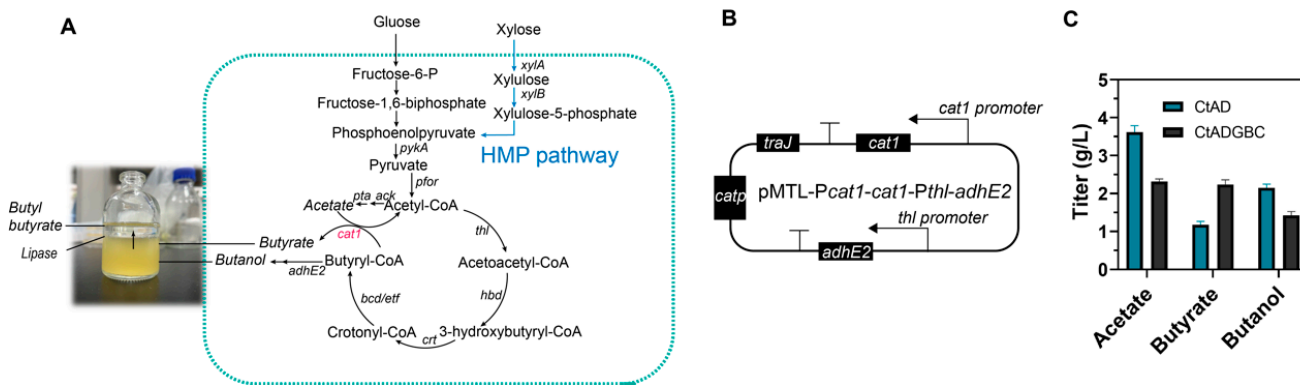 A
Gluose
Xylose
xylA
Fructose-6-P
Xylulose
xylB
Fructose-1,6-biphosphate
Xylulose-5-phosphate
Phosphoenolpyruvate
pykA
HMP pathway
Pyruvate
pfor
pta ack
Acetate
Acetyl-CoA
Butyl
butyrate
Lipase
cat1
thl
Butyrate
Butanol
adhE2
Butyryl-CoA
Acetoacetyl-CoA
bcd/etf
hbd
Crotonyl-CoA
crt
3-hydroxybutyryl-CoA
B
cat1 promoter
traJ
cat1
catp
pMTL-Pcat1-cat1-Pthl-adhE2
thl promoter
adhE2
C
Titer (g/L)
5
4
3
2
1
0
CtAD
CtADGBC
Acetate
Butyrate
Butanol